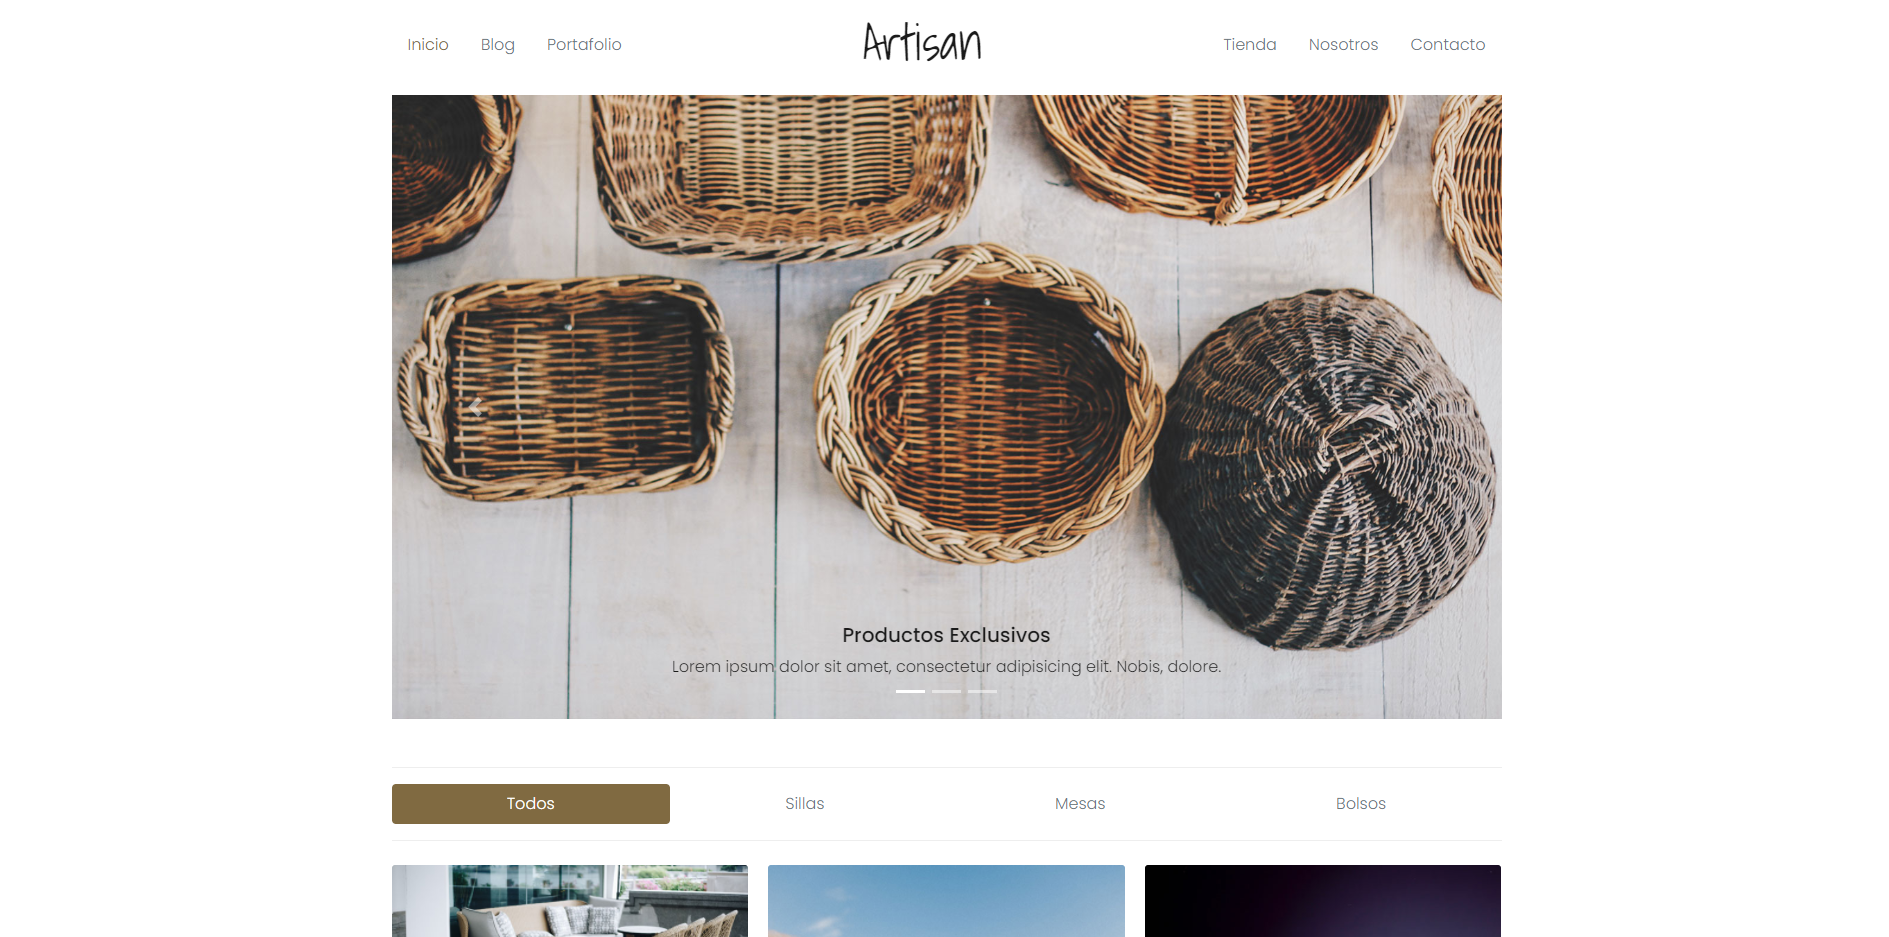 Inicio Blog Portafolio Artisan Tienda Nosotros Contacto
Productos Exclusivos
Lorem ipsum dolor sit amet, consectetur adipisicing elit. Nobis, dolore.
Todos Sillas Mesas Bolsos